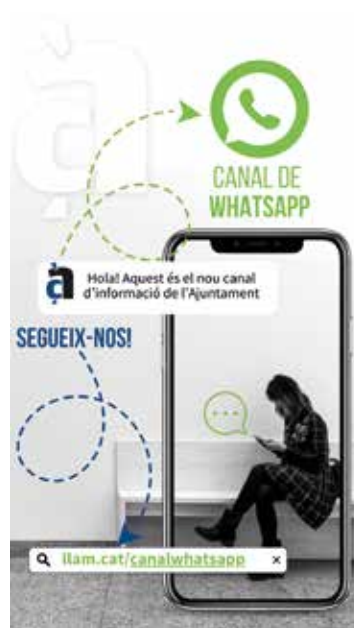 CANAL DE
WHATSAPP
Hola! Aquest és el nou canal
d'informació de l'Ajuntament
SEGUEIX-NOS!
llam.cat/canalwhatsapp